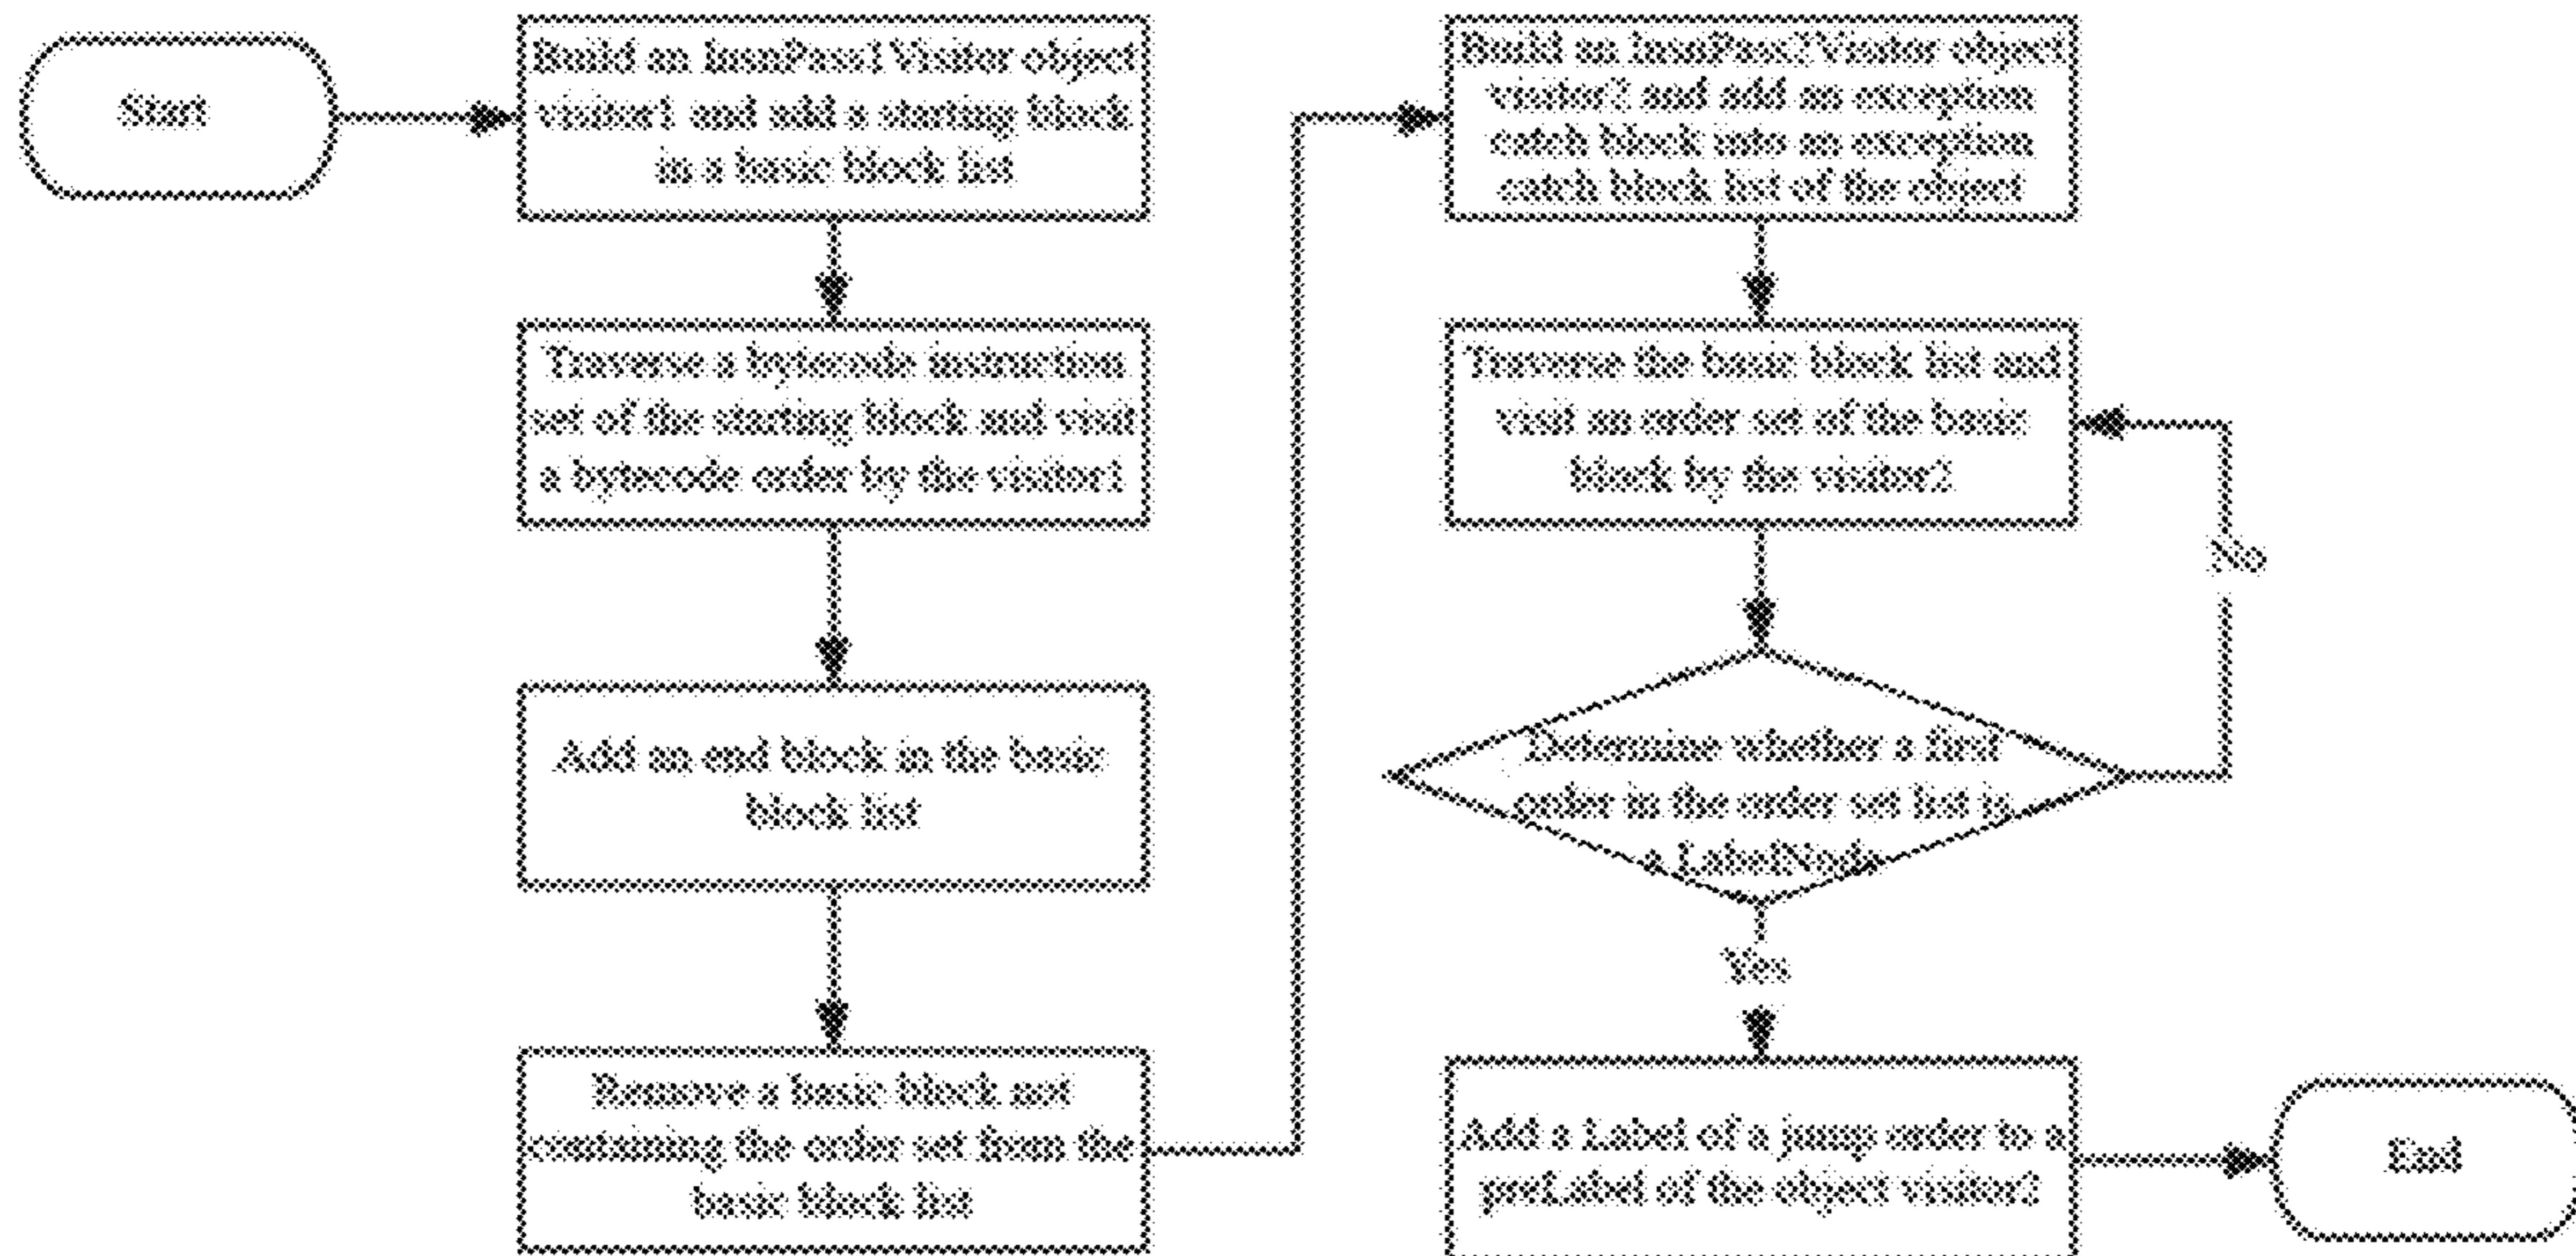 Start
Build an InsnPass1Visitor object
visitor1 and add a starting block
in a basic block list
Traverse a bytecode instruction
set of the starting block and visit
a bytecode order by the visitor1
Add an end block in the basic
block list
Remove a basic block not
containing the order set from the
basic block list
Build an InsnPass2Visitor object
visitor2 and add an exception
catch block into an exception
catch block list of the object
Traverse the basic block list and
visit an order set of the basic
block by the visitor2
No
Determine whether a first
order in the order set list is
a LabelNode
Yes
Add a Label of a jump order to a
preLabel of the object visitor2
End